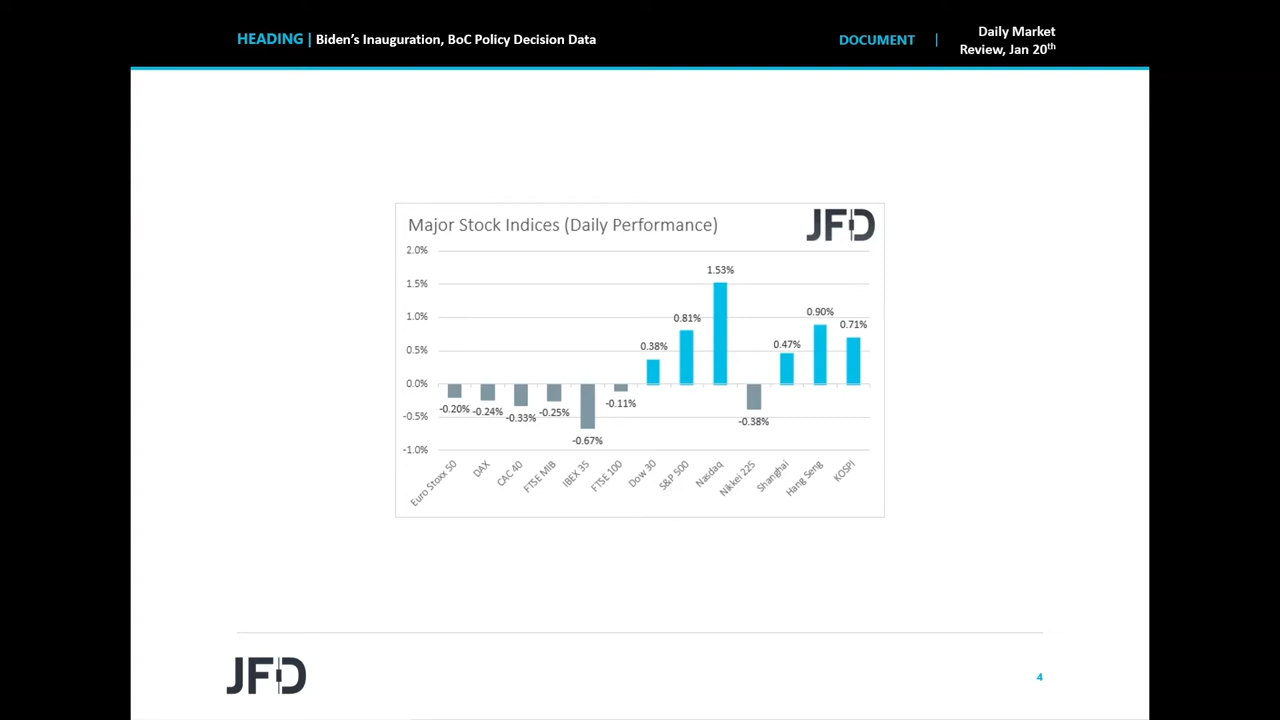 HEADING | Biden's Inauguration, BoC Policy Decision Data
DOCUMENT |
Daily Market
Review, Jan 20th
Major Stock Indices (Daily Performance)
JFD
2.0%
1.5%
1.0%
0.5%
0.0%
-0.5%
-1.0%
-0.20%
-0.24%
-0.33%
-0.25%
-0.67%
-0.11%
0.38%
0.81%
1.53%
-0.38%
0.47%
0.90%
0.71%
Euro Stoxx 50
DAX
CAC 40
FTSE MIB
IBEX 35
FTSE 100
Dow 30
S&P 500
Nasdaq
Nikkei 225
Shanghai
Hang Seng
KOSPI
JFD
4